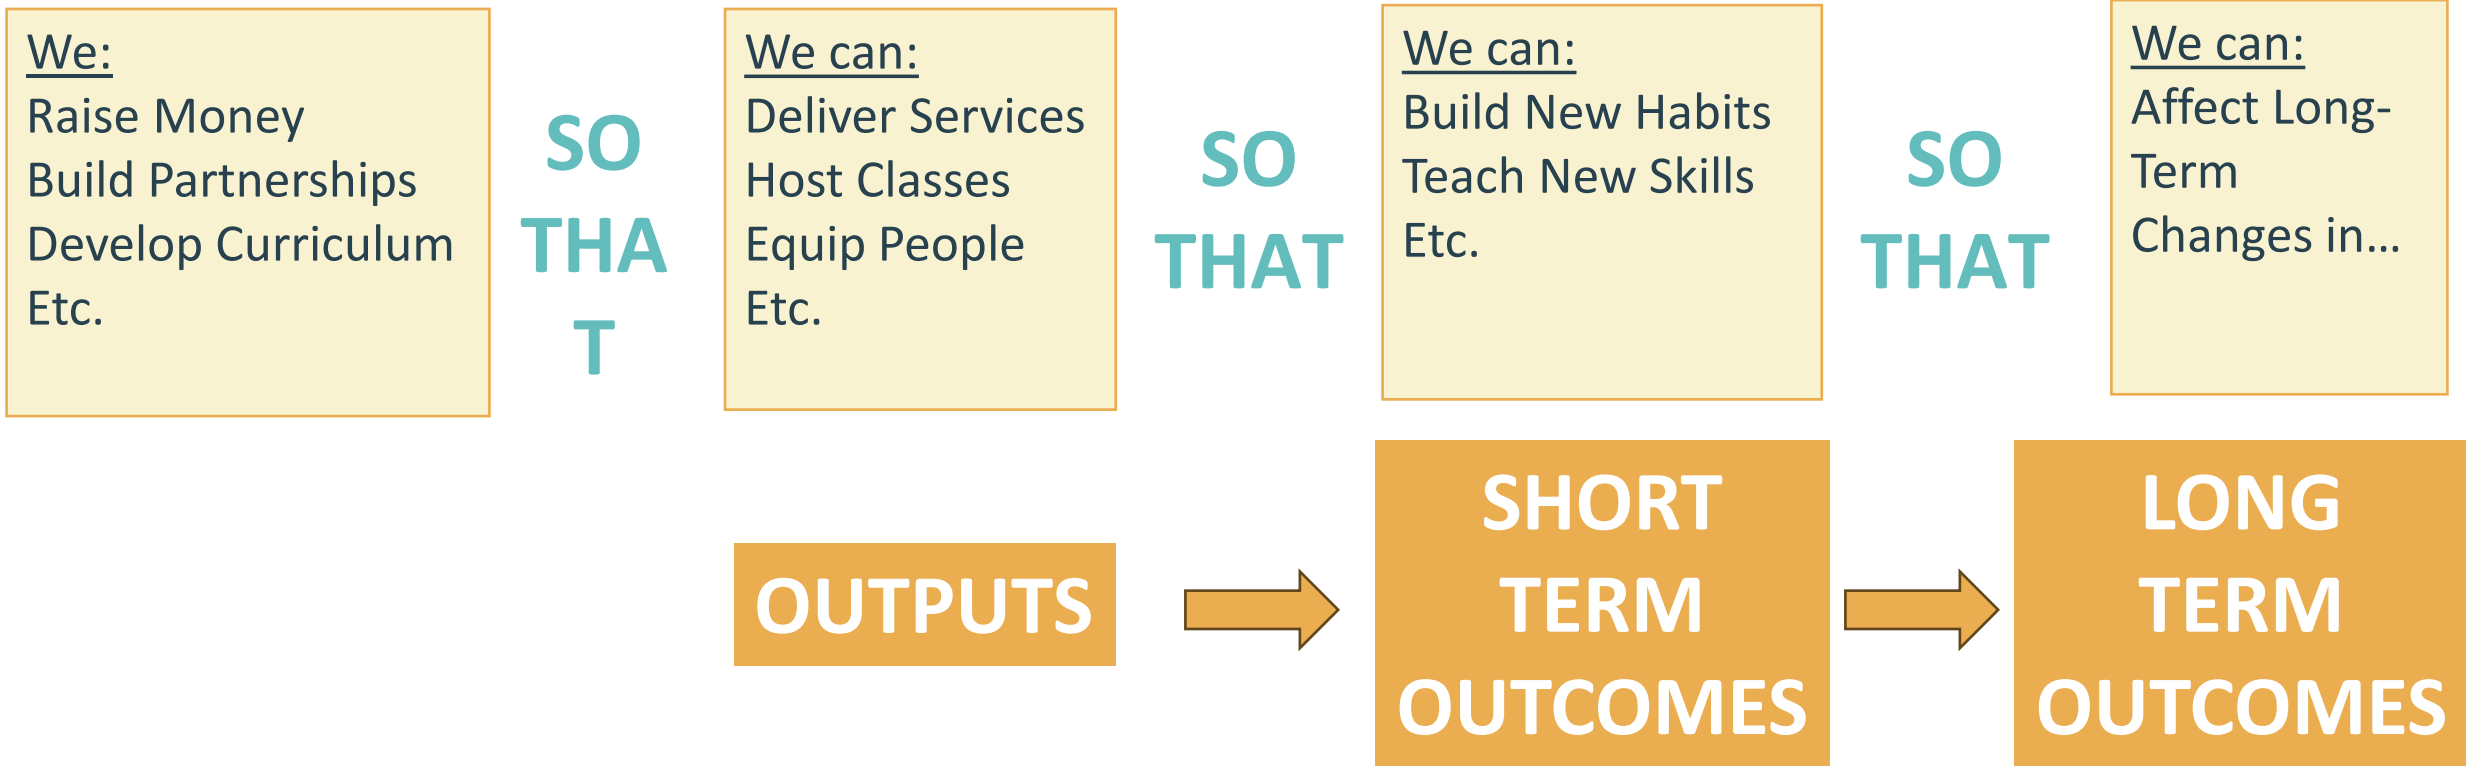 We:
Raise Money
Build Partnerships
Develop Curriculum
Etc.
SO
THA
T
We can:
Deliver Services
Host Classes
Equip People
Etc.
SO
THAT
We can:
Build New Habits
Teach New Skills
Etc.
SO
THAT
We can:
Affect Long-
Term
Changes in...
OUTPUTS
SHORT
TERM
OUTCOMES
LONG
TERM
OUTCOMES